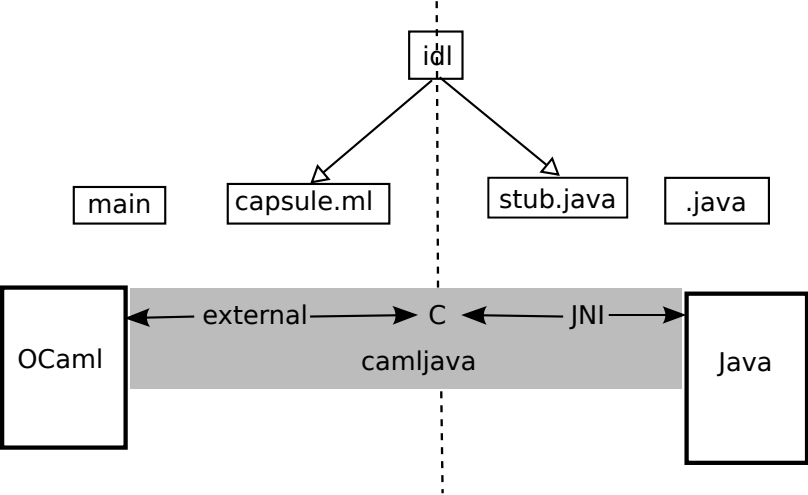 idl
main
capsule.ml
stub.java
.java
external
C
JNI
OCaml
camljava
Java